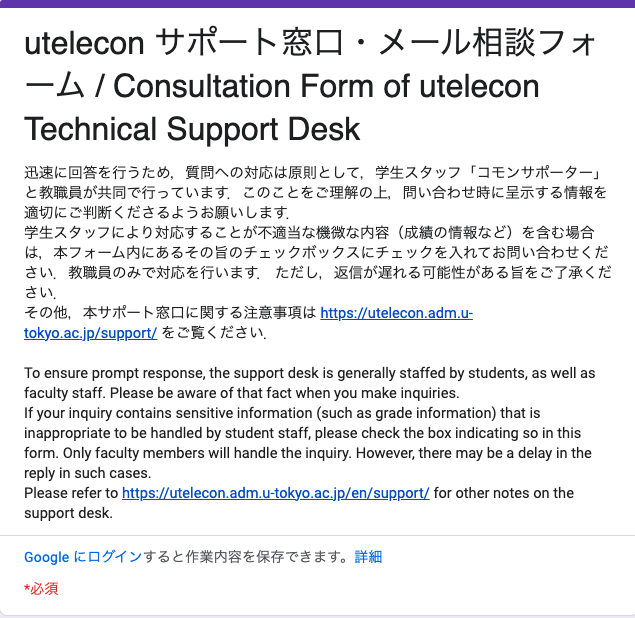 utelecon サポート窓口・メール相談フォ
ーム / Consultation Form of utelecon
Technical Support Desk
迅速に回答を行うため，質問への対応は原則として，学生スタッフ「コモンサポーター」
と教職員が共同で行っています．このことをご理解の上，問い合わせ時に呈示する情報を
適切にご判断くださるようお願いします．
学生スタッフにより対応することが不適当な機微な内容（成績の情報など）を含む場合
は，本フォーム内にあるその旨のチェックボックスにチェックを入れてお問い合わせくだ
さい．教職員のみで対応を行います． ただし，返信が遅れる可能性がある旨をご了承くだ
さい．
その他，本サポート窓口に関する注意事項は https://utelecon.adm.u-
tokyo.ac.jp/support/ をご覧ください．
To ensure prompt response, the support desk is generally staffed by students, as well as
faculty staff. Please be aware of that fact when you make inquiries.
If your inquiry contains sensitive information (such as grade information) that is
inappropriate to be handled by student staff, please check the box indicating so in this
form. Only faculty members will handle the inquiry. However, there may be a delay in the
reply in such cases.
Please refer to https://utelecon.adm.u-tokyo.ac.jp/en/support/ for other notes on the
support desk.
Google にログインすると作業内容を保存できます。詳細
*必須